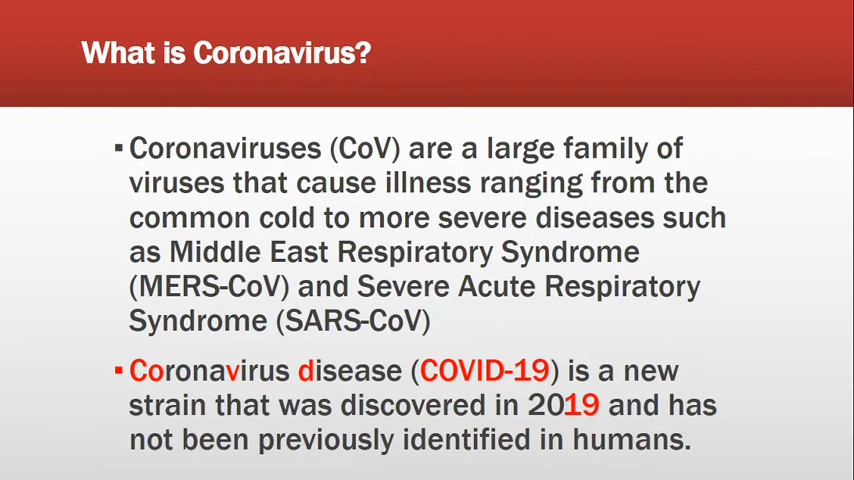 What is Coronavirus?
▪Coronaviruses (CoV) are a large family of
viruses that cause illness ranging from the
common cold to more severe diseases such
as Middle East Respiratory Syndrome
(MERS-CoV) and Severe Acute Respiratory
Syndrome (SARS-CoV)
▪Coronavirus disease (COVID-19) is a new
strain that was discovered in 2019 and has
not been previously identified in humans.